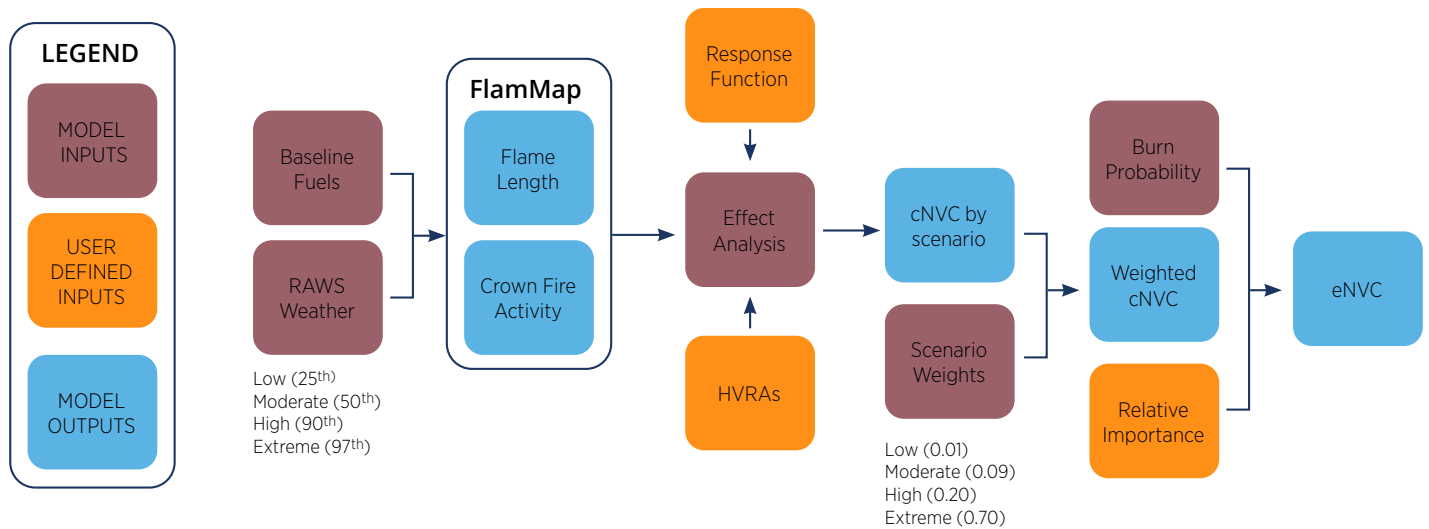 LEGEND
MODEL
INPUTS
USER
DEFINED
INPUTS
MODEL
OUTPUTS
Baseline
Fuels
RAWS
Weather
Low (25th)
Moderate (50th)
High (90th)
Extreme (97th)
FlamMap
Flame
Length
Crown Fire
Activity
Response
Function
Effect
Analysis
HVRAs
cNVC by
scenario
Scenario
Weights
Low (0.01)
Moderate (0.09)
High (0.20)
Extreme (0.70)
Burn
Probability
Weighted
cNVC
Relative
Importance
eNVC